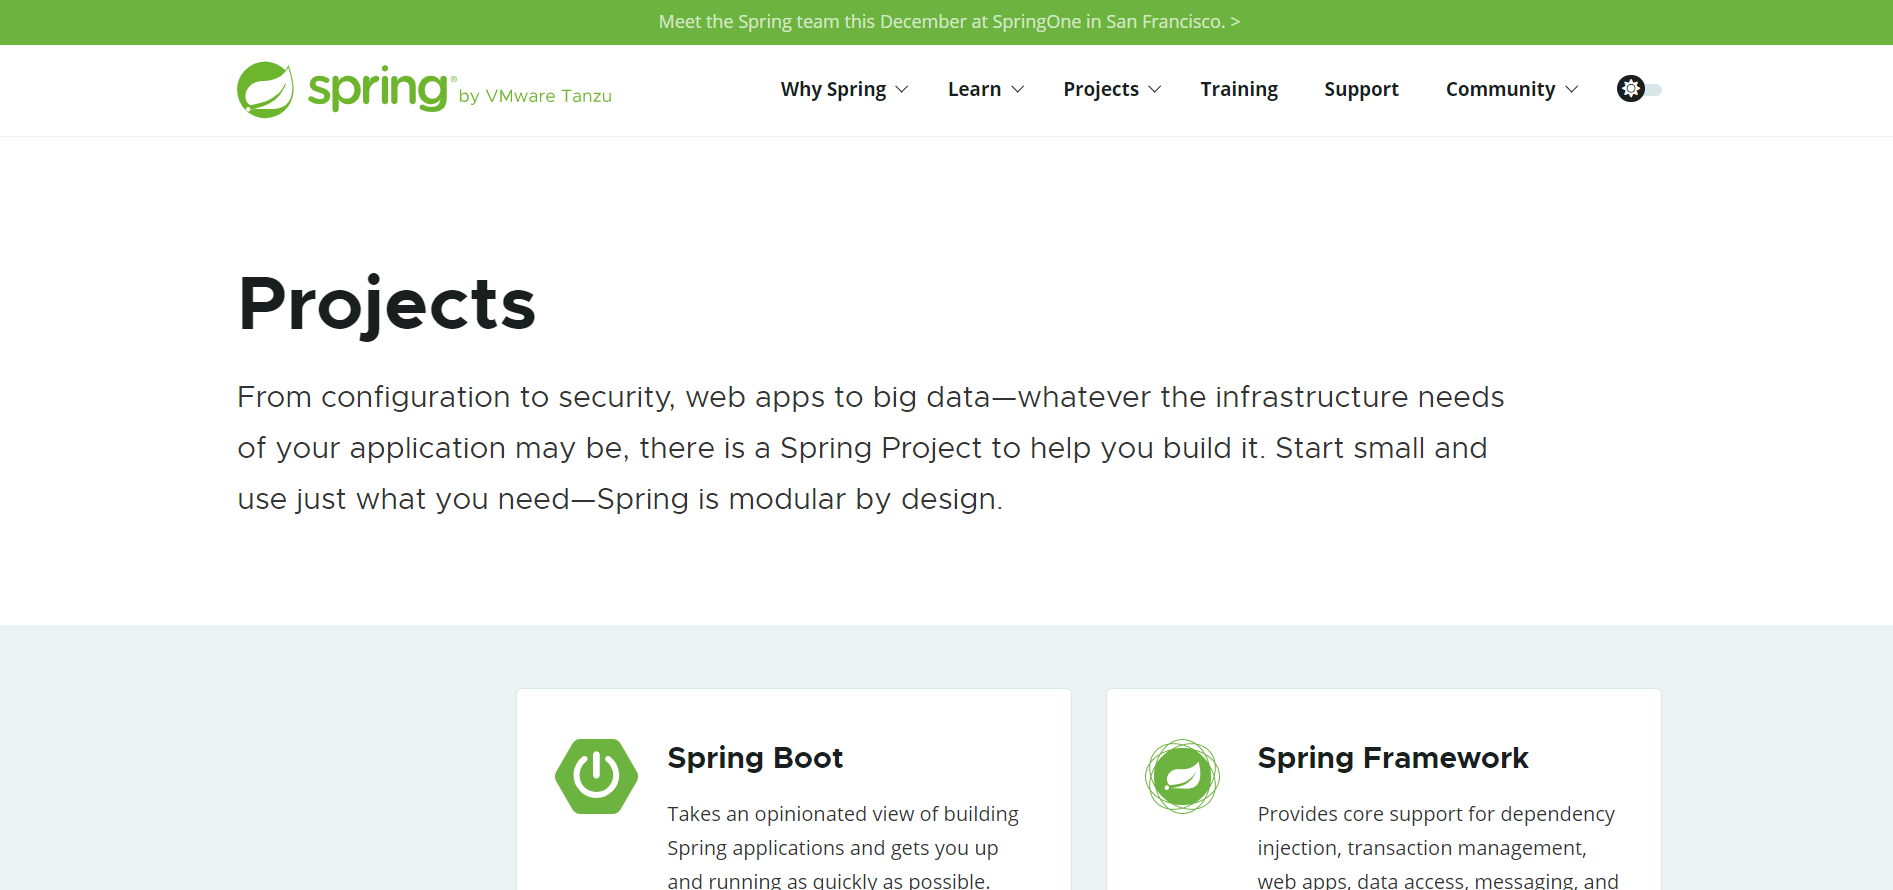 Meet the Spring team this December at SpringOne in San Francisco. >
spring® by VMware Tanzu
Why Spring
Learn
Projects
Training
Support
Community
Projects
From configuration to security, web apps to big data—whatever the infrastructure needs
of your application may be, there is a Spring Project to help you build it. Start small and
use just what you need—Spring is modular by design.
Spring Boot
Takes an opinionated view of building
Spring applications and gets you up
and running as quickly as possible.
Spring Framework
Provides core support for dependency
injection, transaction management,
web apps, data access, messaging, and